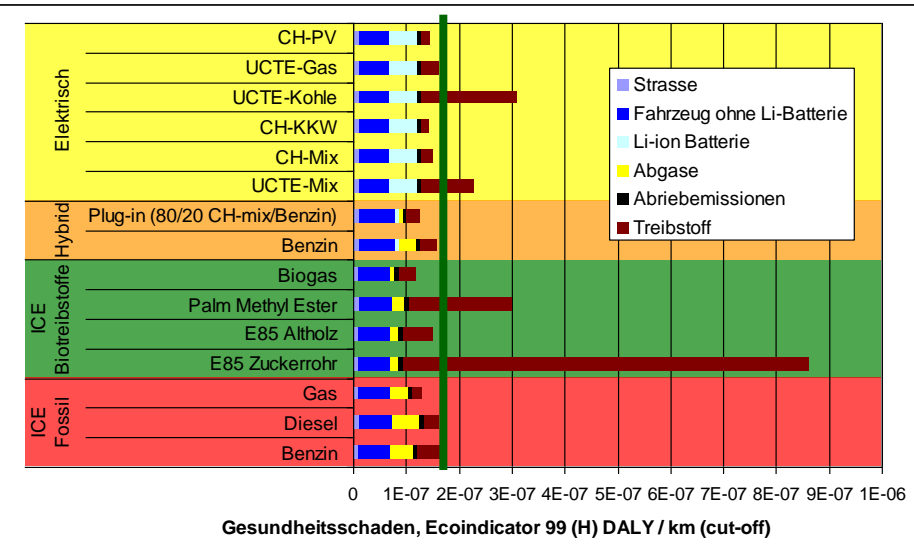 Elektrisch
CH-PV
UCTE-Gas
UCTE-Kohle
CH-KKW
CH-Mix
UCTE-Mix
Hybrid
Plug-in (80/20 CH-mix/Benzin)
Benzin
ICE
Biotreibstoffe
Biogas
Palm Methyl Ester
E85 Altholz
E85 Zuckerrohr
ICE
Fossil
Gas
Diesel
Benzin
Strasse
Fahrzeug ohne Li-Batterie
Li-ion Batterie
Abgase
Abriebemissionen
Treibstoff
0 1E-07 2E-07 3E-07 4E-07 5E-07 6E-07 7E-07 8E-07 9E-07 1E-06
Gesundheitsschaden, Ecoindicator 99 (H) DALY / km (cut-off)